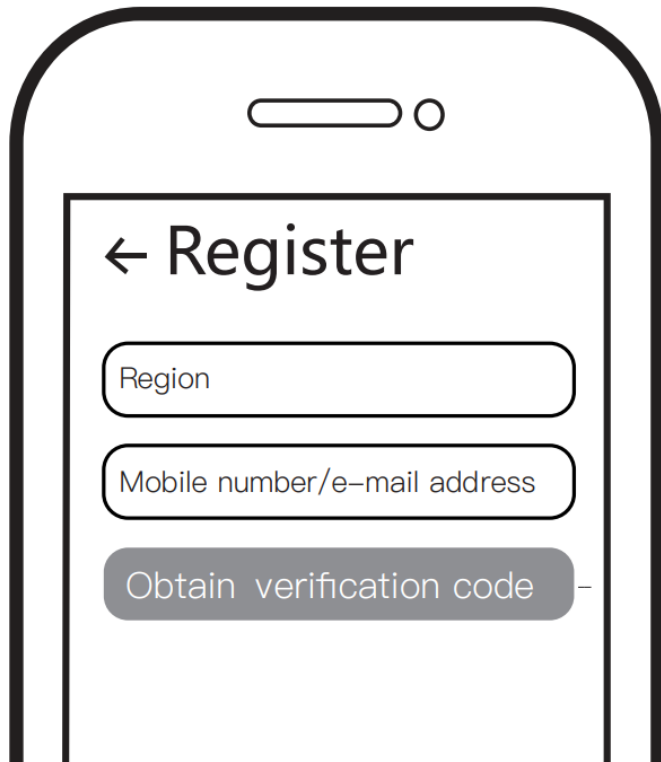 ← Register
Region
Mobile number/e-mail address
Obtain verification code